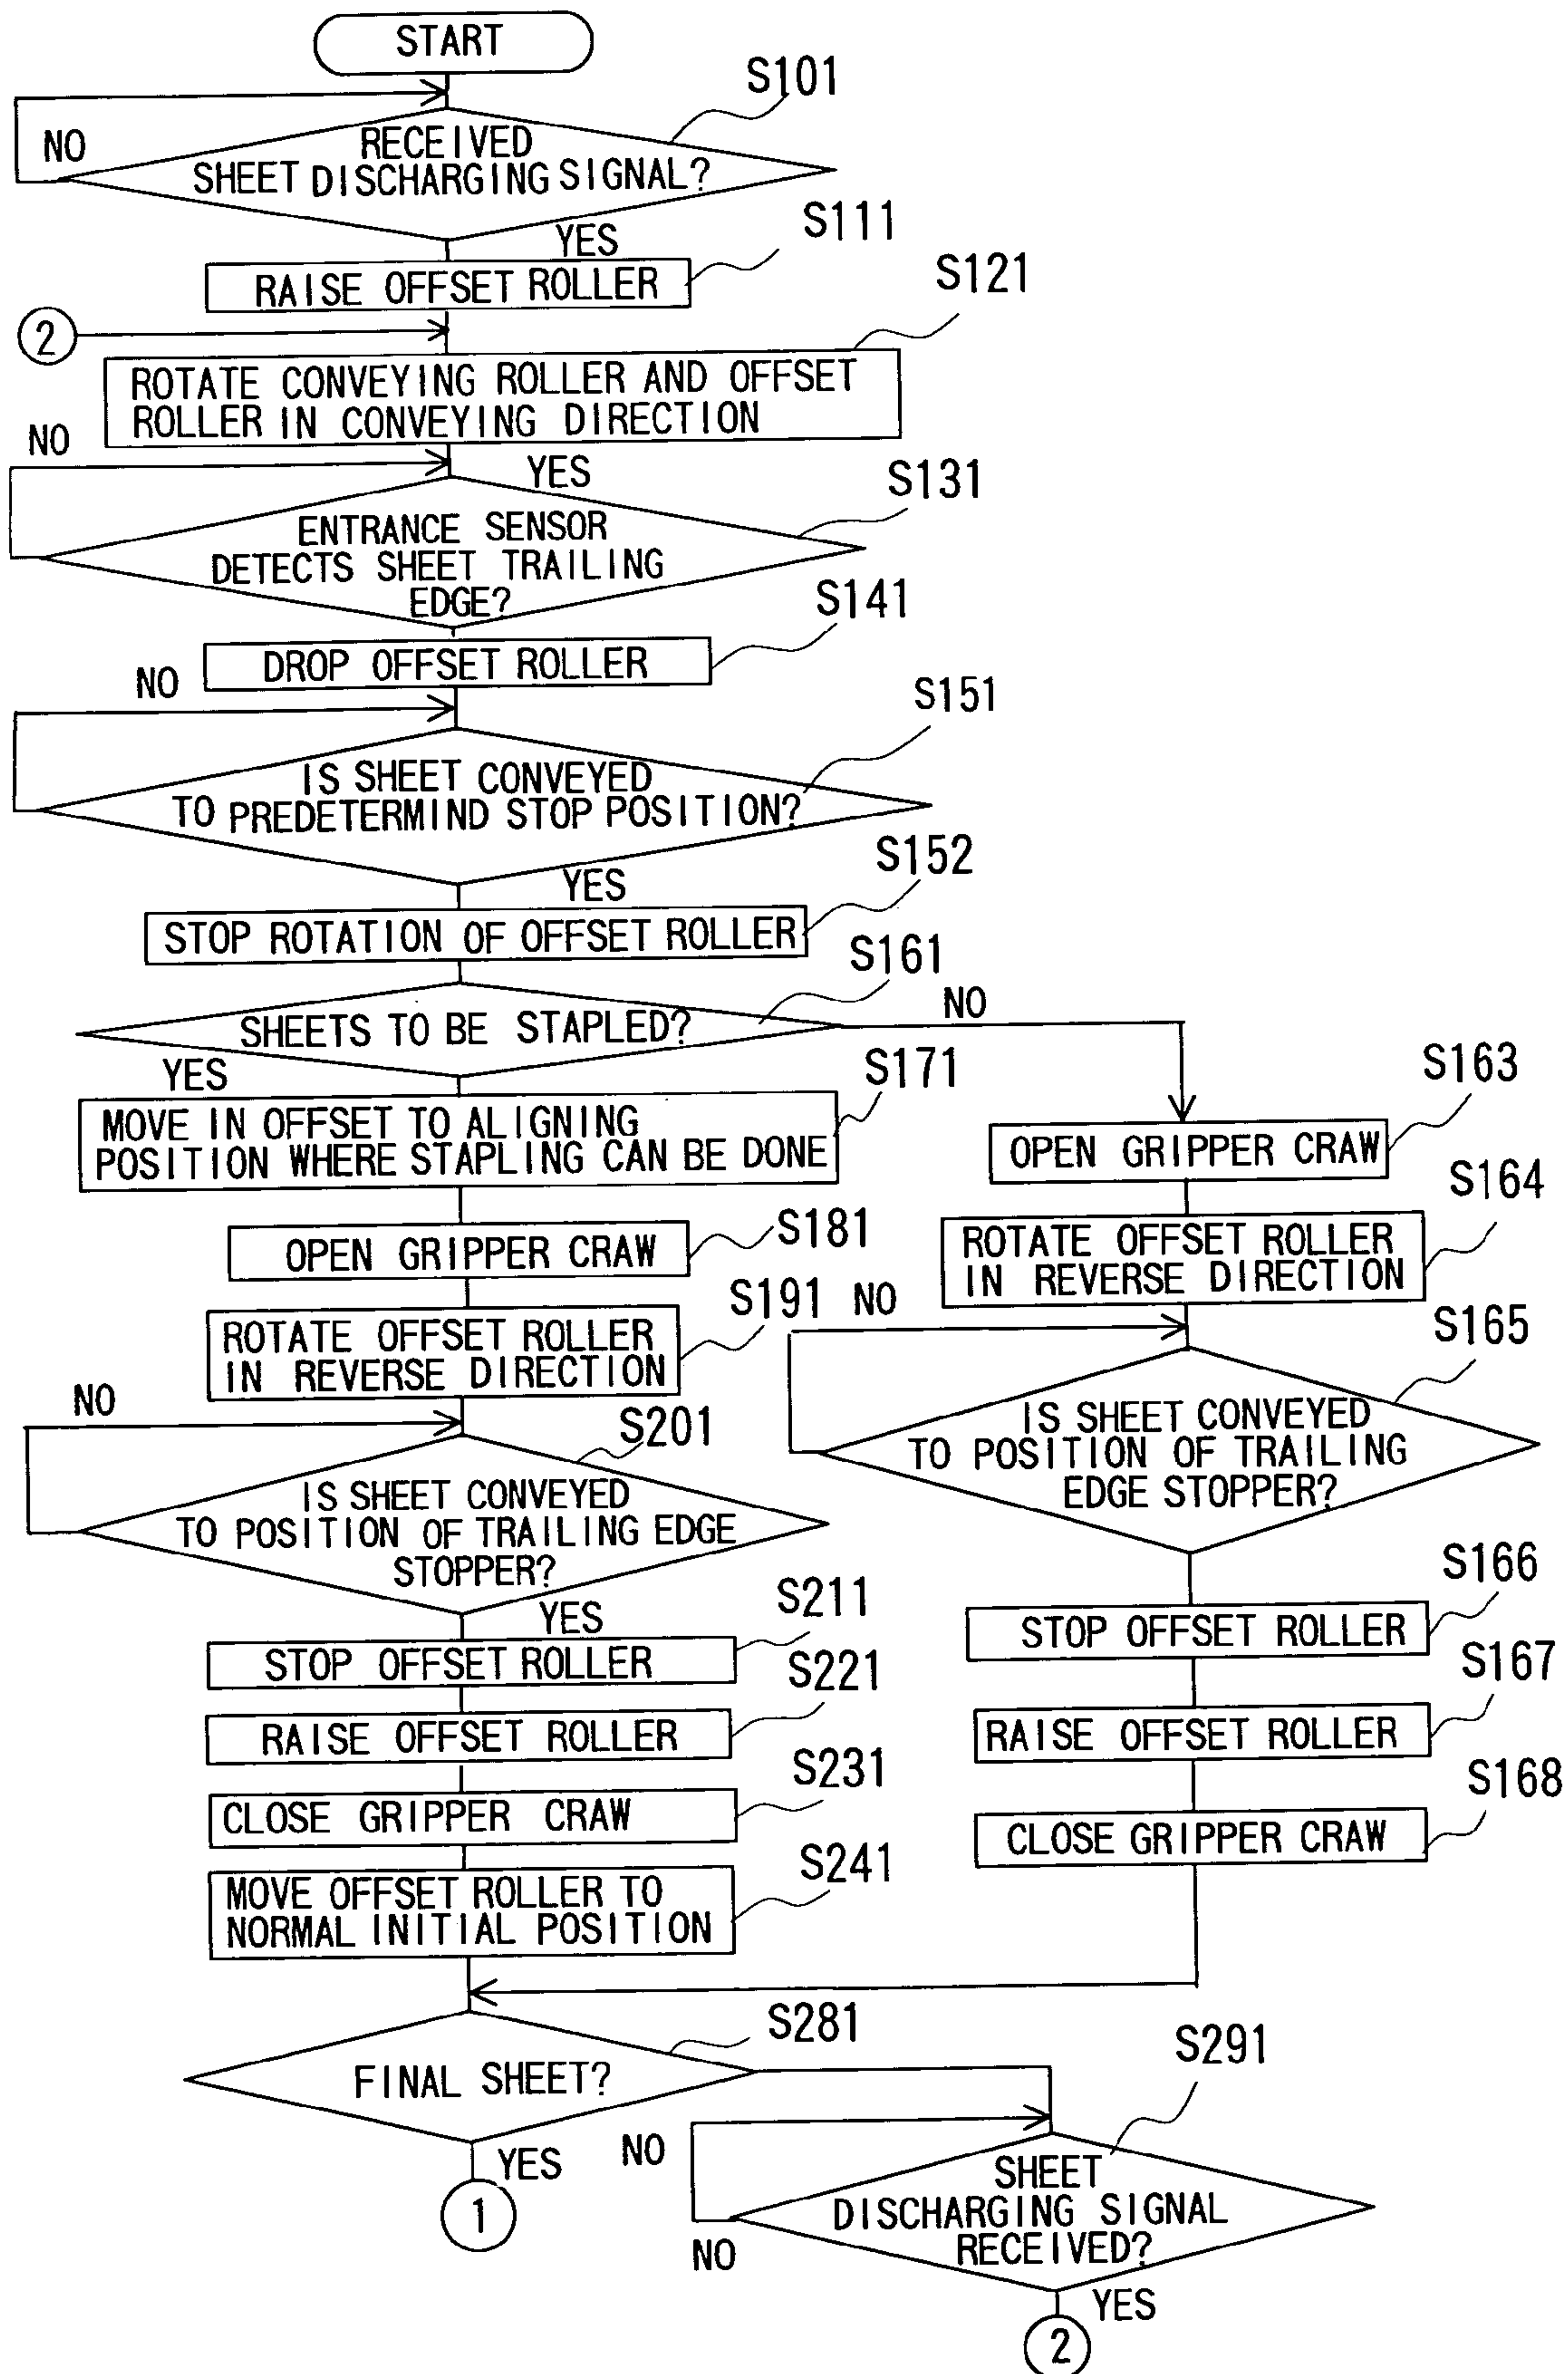 START
S101
NO
RECEIVED
SHEET DISCHARGING SIGNAL?
YES
S111
RAISE OFFSET ROLLER
S121
2
ROTATE CONVEYING ROLLER AND OFFSET
ROLLER IN CONVEYING DIRECTION
NO
YES
S131
ENTRANCE SENSOR
DETECTS SHEET TRAILING
EDGE?
S141
DROP OFFSET ROLLER
NO
S151
IS SHEET CONVEYED
TO PREDETERMIND STOP POSITION?
S152
YES
STOP ROTATION OF OFFSET ROLLER
S161
SHEETS TO BE STAPLED?
NO
YES
S171
MOVE IN OFFSET TO ALIGNING
POSITION WHERE STAPLING CAN BE DONE
S163
OPEN GRIPPER CRAW
S164
ROTATE OFFSET ROLLER
IN REVERSE DIRECTION
S181
OPEN GRIPPER CRAW
S191
ROTATE OFFSET ROLLER
IN REVERSE DIRECTION
NO
S165
IS SHEET CONVEYED
TO POSITION OF TRAILING
EDGE STOPPER?
NO
S201
IS SHEET CONVEYED
TO POSITION OF TRAILING EDGE
STOPPER?
YES
S211
STOP OFFSET ROLLER
S221
RAISE OFFSET ROLLER
S231
CLOSE GRIPPER CRAW
S241
MOVE OFFSET ROLLER TO
NORMAL INITIAL POSITION
S166
STOP OFFSET ROLLER
S167
RAISE OFFSET ROLLER
S168
CLOSE GRIPPER CRAW
S281
FINAL SHEET?
YES
1
S291
NO
SHEET
DISCHARGING SIGNAL
RECEIVED?
NO
YES
2